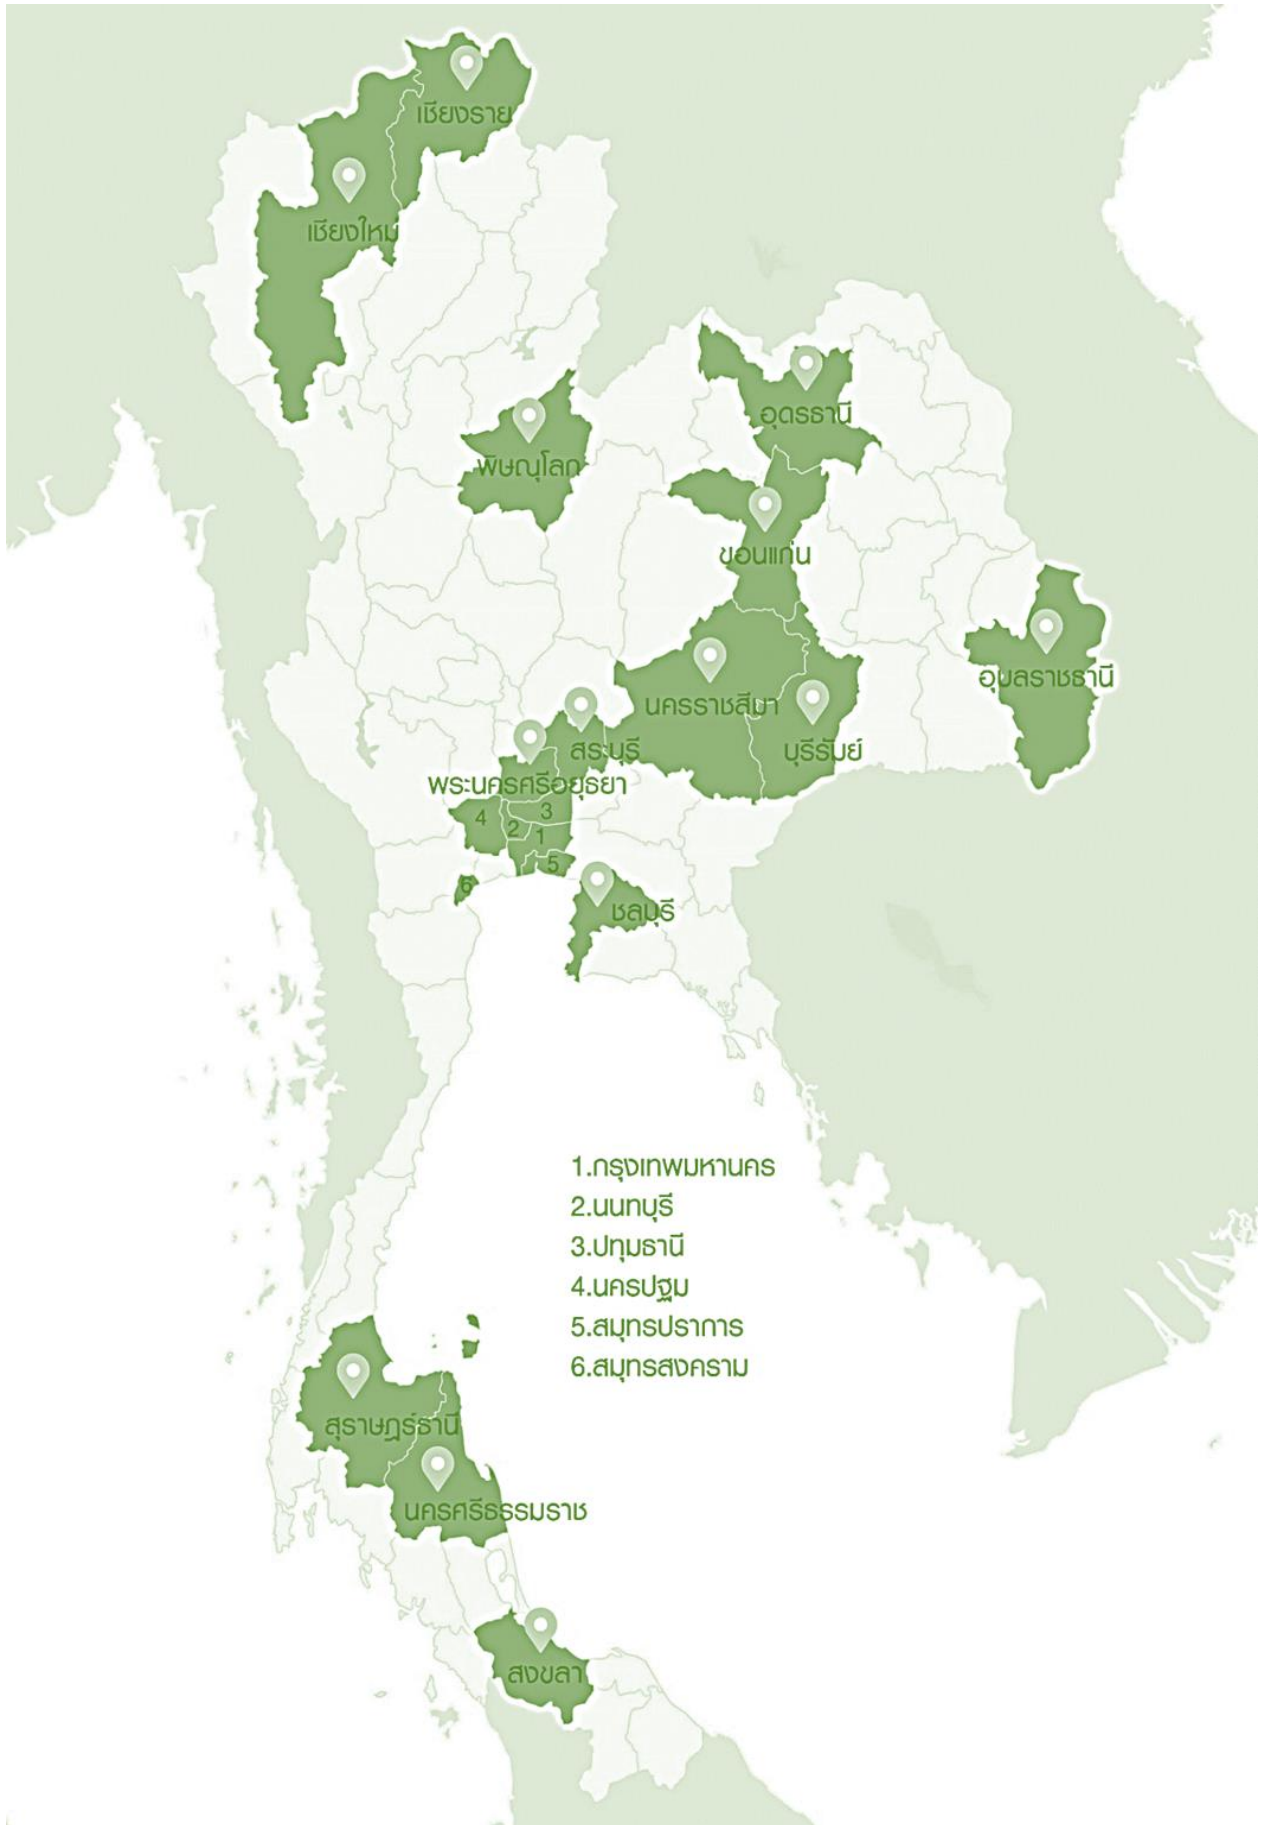 เชียงราย
เชียงใหม่
อุดรธานี
พิษณุโลก
ขอนแก่น
อุบลราชธานี
นครราชสีมา
สระบุรี
บุรีรัมย์
พระนครศรีอยุธยา
3
4
2
1
5
6
ชลบุรี
1.กรุงเทพมหานคร
2.นนทบุรี
3.ปทุมธานี
4.นครปฐม
5.สมุทรปราการ
6.สมุทรสงคราม
สุราษฎร์ธานี
นครศรีธรรมราช
สงขลา